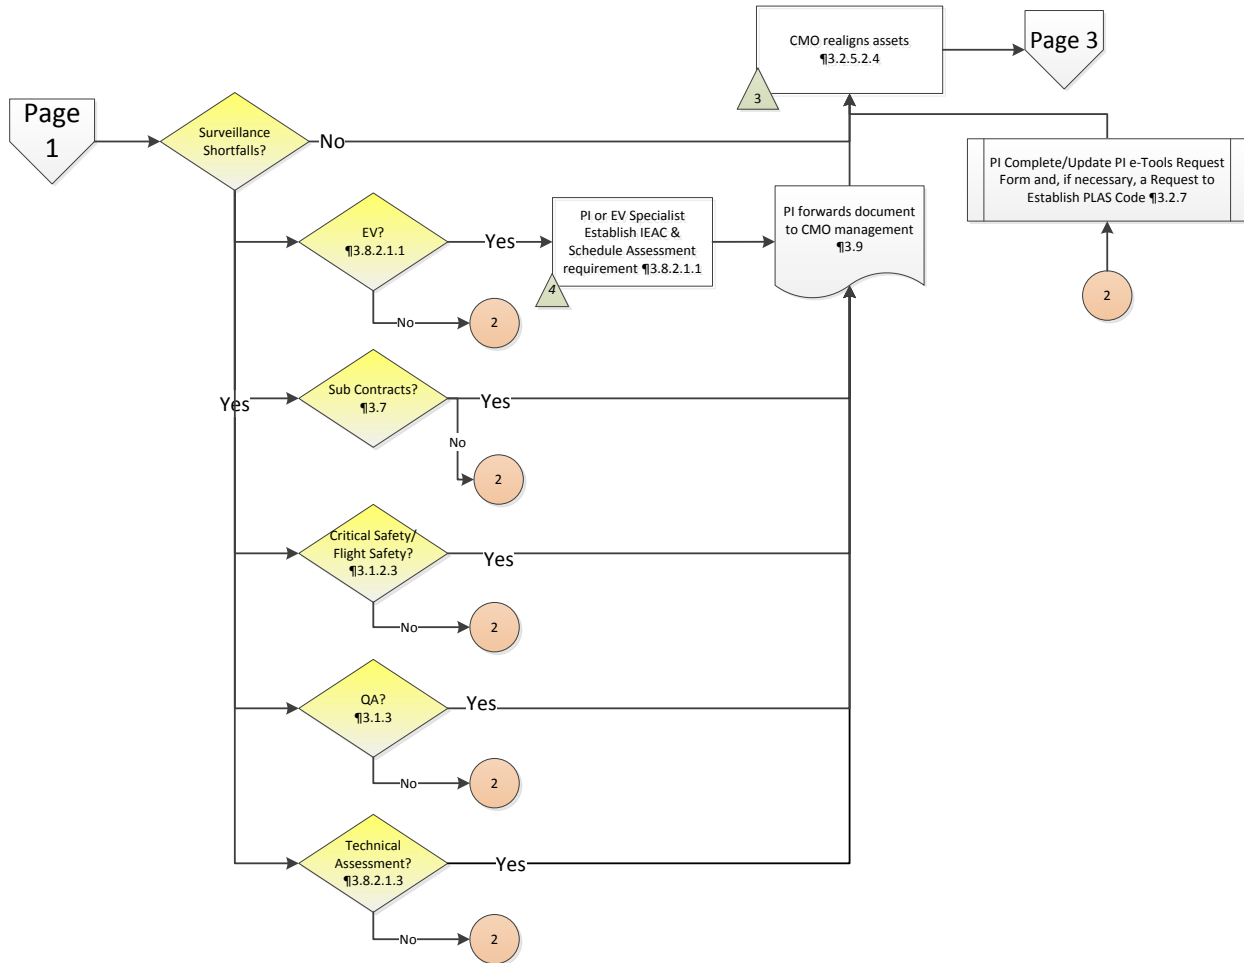 CMO realigns assets
¶3.2.5.2.4
3
Page 3
Page
1
Surveillance
Shortfalls?
No
PI Complete/Update PI e-Tools Request
Form and, if necessary, a Request to
Establish PLAS Code ¶3.2.7
2
EV?
¶3.8.2.1.1
Yes
PI or EV Specialist
Establish IEAC &
Schedule Assessment
requirement ¶3.8.2.1.1
4
PI forwards document
to CMO management
¶3.9
No
2
Yes
Sub Contracts?
¶3.7
Yes
No
2
Critical Safety/
Flight Safety?
¶3.1.2.3
Yes
No
2
QA?
¶3.1.3
Yes
No
2
Technical
Assessment?
¶3.8.2.1.3
Yes
No
2